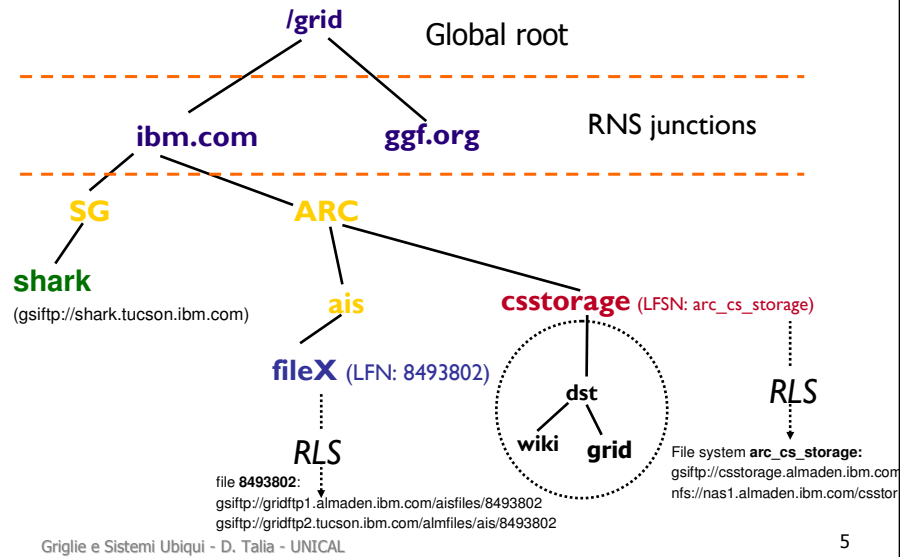 /grid
Global root
ibm.com
ggf.org
RNS junctions
SG
ARC
shark
(gsiftp://shark.tucson.ibm.com)
ais
csstorage (LFSN: arc_cs_storage)
fileX (LFN: 8493802)
dst
wiki
grid
RLS
RLS
file 8493802:
gsiftp://gridftp1.almaden.ibm.com/aisfiles/8493802
gsiftp://gridftp2.tucson.ibm.com/almfiles/ais/8493802
File system arc_cs_storage:
gsiftp://csstorage.almaden.ibm.com
nfs://nas1.almaden.ibm.com/csstor
Griglie e Sistemi Ubiqui - D. Talia - UNICAL
5